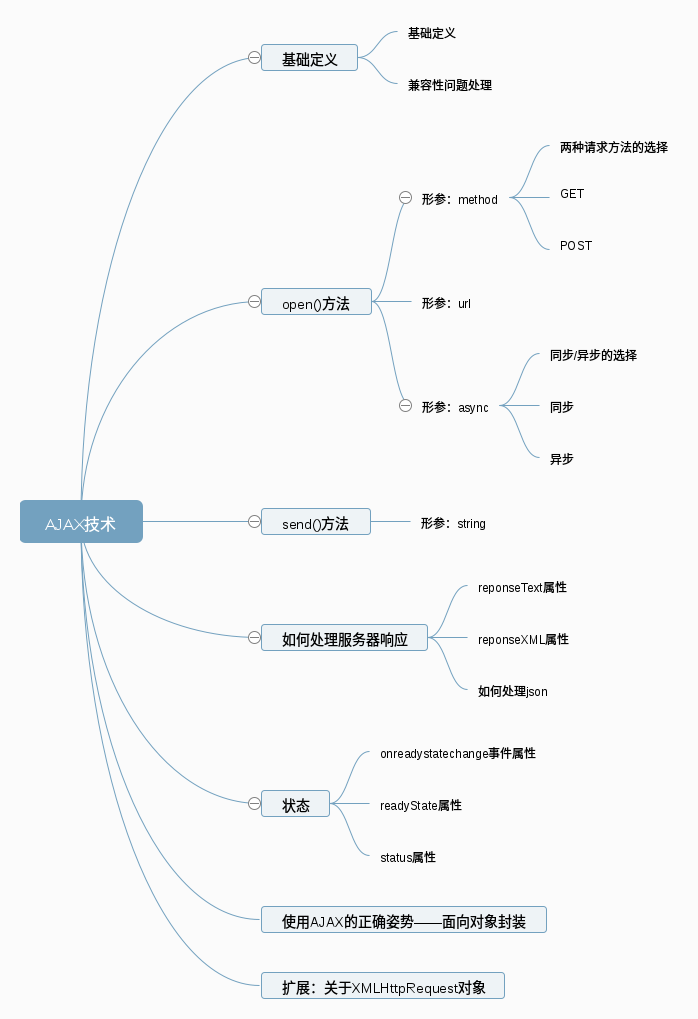 AJAX技术
基础定义
基础定义
兼容性问题处理
open()方法
形参：method
两种请求方法的选择
GET
POST
形参：url
形参：async
同步/异步的选择
同步
异步
send()方法
形参：string
如何处理服务器响应
reponseText属性
reponseXML属性
如何处理json
状态
onreadystatechange事件属性
readyState属性
status属性
使用AJAX的正确姿势——面向对象封装
扩展：关于XMLHttpRequest对象